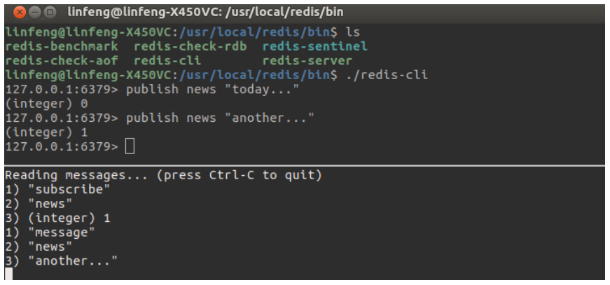 linfeng@linfeng-X450VC: /usr/local/redis/bin
linfeng@linfeng-X450VC:/usr/local/redis/bin$ ls
redis-benchmark  redis-check-rdb  redis-sentinel
redis-check-aof  redis-cli        redis-server
linfeng@linfeng-X450VC:/usr/local/redis/bin$ ./redis-cli
127.0.0.1:6379> publish news "today..."
(integer) 0
127.0.0.1:6379> publish news "another..."
(integer) 1
127.0.0.1:6379>
Reading messages... (press Ctrl-C to quit)
1) "subscribe"
2) "news"
3) (integer) 1
1) "message"
2) "news"
3) "another..."